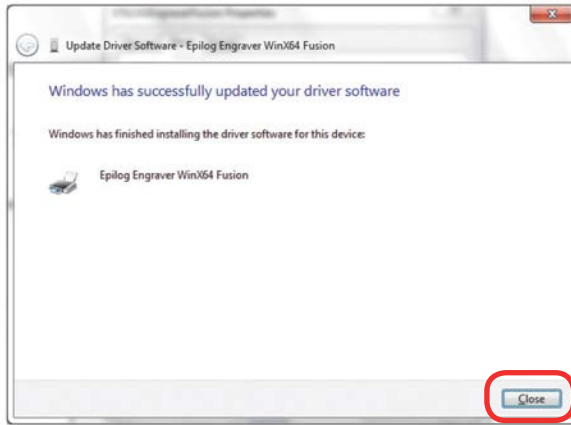 Update Driver Software - Epilog Engraver WinX64 Fusion
Windows has successfully updated your driver software
Windows has finished installing the driver software for this device:
Epilog Engraver WinX64 Fusion
Close